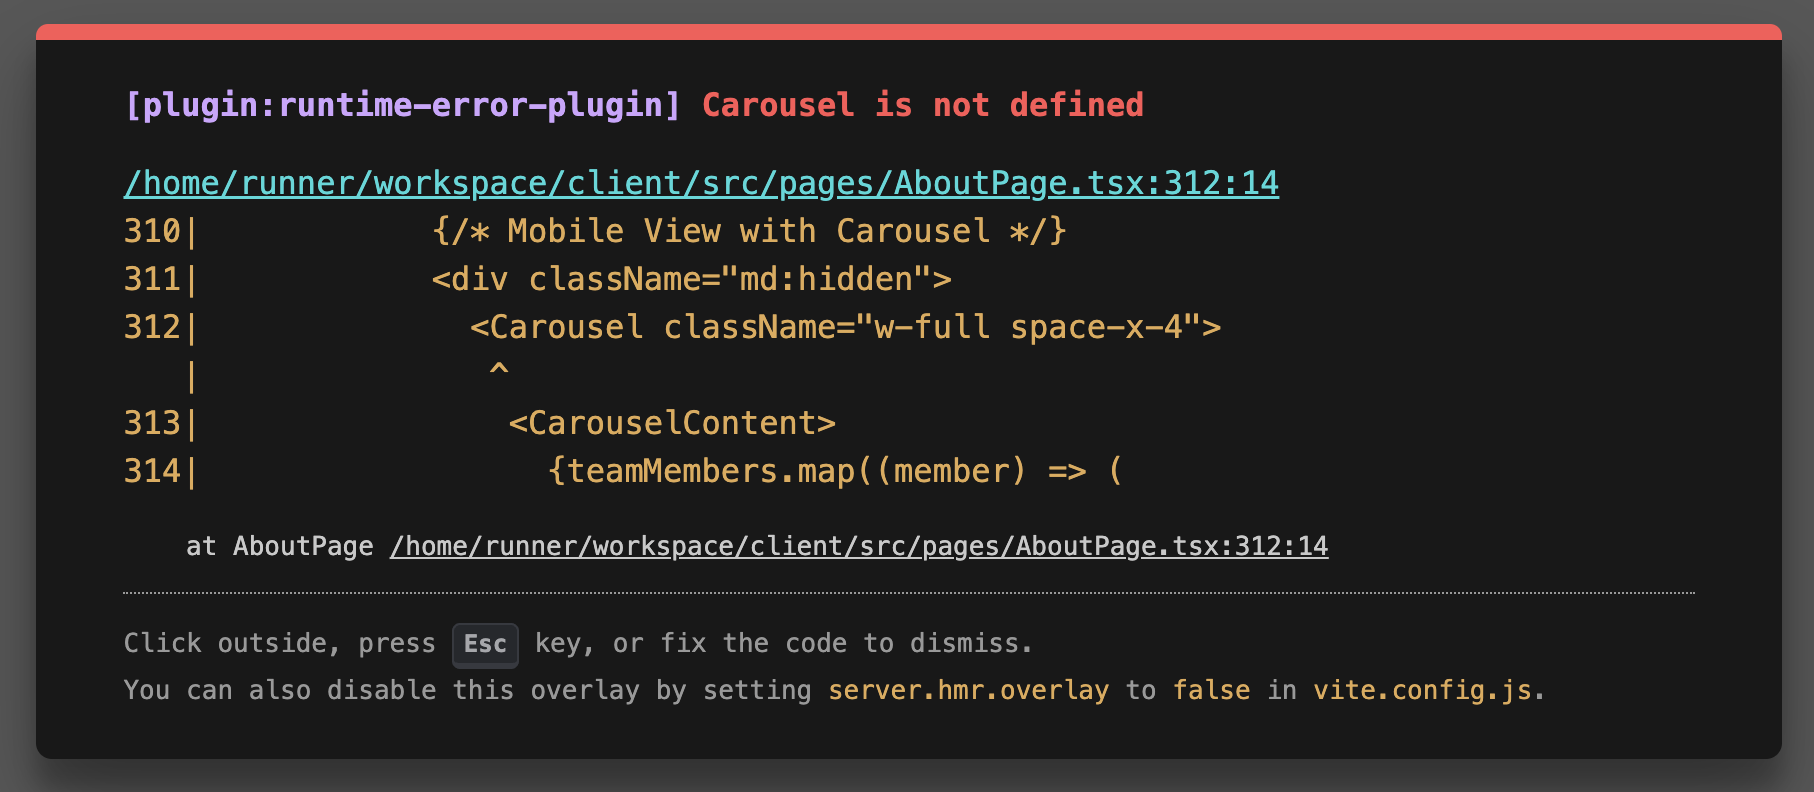 [plugin:runtime-error-plugin] Carousel is not defined
/home/runner/workspace/client/src/pages/AboutPage.tsx:312:14
310|            {/* Mobile View with Carousel */}
311|            <div className="md:hidden">
312|              <Carousel className="w-full space-x-4">
   |               ^
313|                <CarouselContent>
314|                  {teamMembers.map((member) => (
at AboutPage /home/runner/workspace/client/src/pages/AboutPage.tsx:312:14
Click outside, press Esc key, or fix the code to dismiss.
You can also disable this overlay by setting server.hmr.overlay to false in vite.config.js.